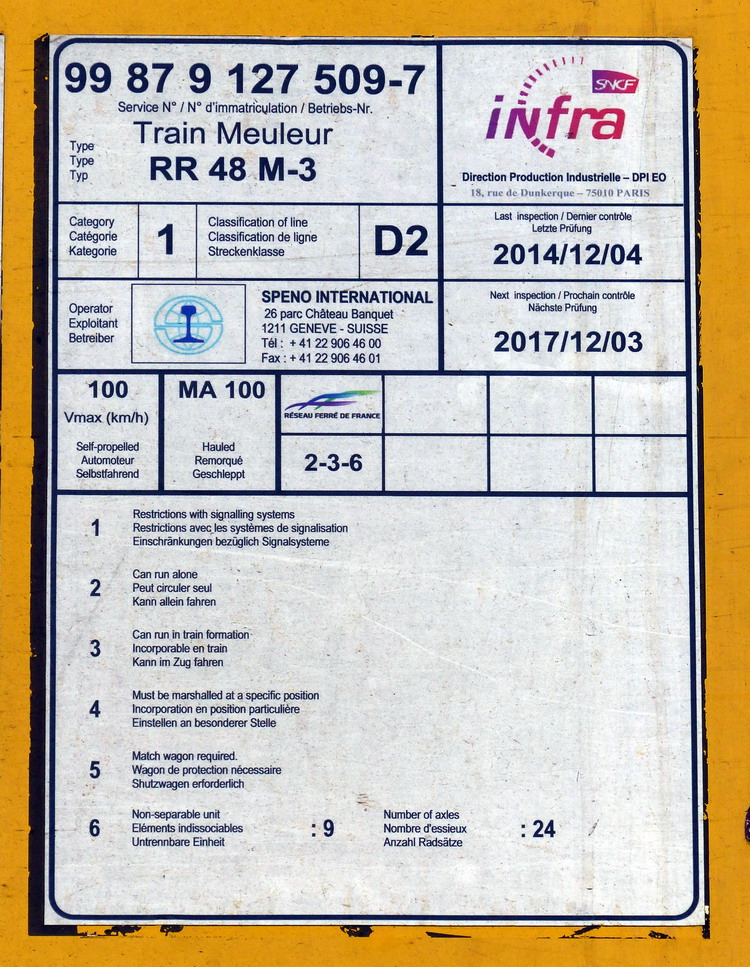 99 87 9 127 509-7
Service N° / N° d'immatriculation / Betriebs-Nr.
Type
Type
Typ
Train Meuleur
RR 48 M-3
SNCF
infra
Direction Production Industrielle – DPI EO
18, rue de Dunkerque – 75010 PARIS
Category
Catégorie
Kategorie
1
Classification of line
Classification de ligne
Streckenklasse
D2
Last inspection / Dernier contrôle
Letzte Prüfung
2014/12/04
Operator
Exploitant
Betreiber
SPENO INTERNATIONAL
26 parc Château Banquet
1211 GENEVE - SUISSE
Tél : + 41 22 906 46 00
Fax : + 41 22 906 46 01
Next inspection / Prochain contrôle
Nächste Prüfung
2017/12/03
100
Vmax (km/h)
Self-propelled
Automoteur
Selbstfahrend
MA 100
Hauled
Remorqué
Geschleppt
RÉSEAU FERRÉ DE FRANCE
2-3-6
1
Restrictions with signalling systems
Restrictions avec les systèmes de signalisation
Einschränkungen bezüglich Signalsysteme
2
Can run alone
Peut circuler seul
Kann allein fahren
3
Can run in train formation
Incorporable en train
Kann im Zug fahren
4
Must be marshalled at a specific position
Incorporation en position particulière
Einstellen an besonderer Stelle
5
Match wagon required.
Wagon de protection nécessaire
Shutzwagen erforderlich
6
Non-separable unit
Eléments indissociables
Untrennbare Einheit
: 9
Number of axles
Nombre d'essieux
Anzahl Radsätze
: 24